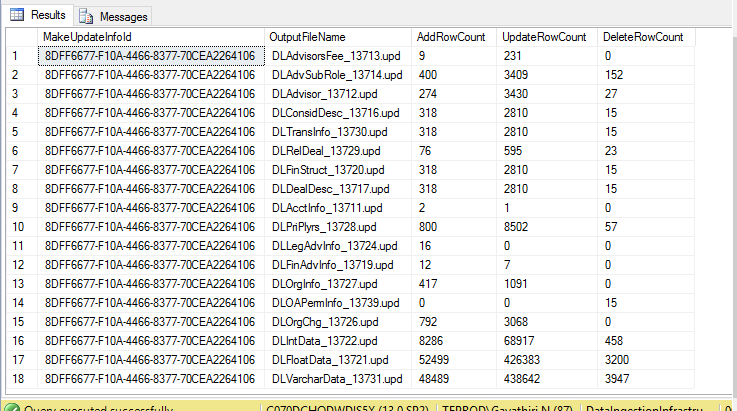 Results Messages
MakeUpdateInfoId OutputFileName AddRowCount UpdateRowCount DeleteRowCount
1 8DFF6677-F10A-4466-8377-70CEA2264106 DLAdvisorsFee_13713.upd 9 231 0
2 8DFF6677-F10A-4466-8377-70CEA2264106 DLAdvSubRole_13714.upd 400 3409 152
3 8DFF6677-F10A-4466-8377-70CEA2264106 DLAdvisor_13712.upd 274 3430 27
4 8DFF6677-F10A-4466-8377-70CEA2264106 DLConsidDesc_13716.upd 318 2810 15
5 8DFF6677-F10A-4466-8377-70CEA2264106 DLTransInfo_13730.upd 318 2810 15
6 8DFF6677-F10A-4466-8377-70CEA2264106 DLRelDeal_13729.upd 76 595 23
7 8DFF6677-F10A-4466-8377-70CEA2264106 DLFinStruct_13720.upd 318 2810 15
8 8DFF6677-F10A-4466-8377-70CEA2264106 DLDealDesc_13717.upd 318 2810 15
9 8DFF6677-F10A-4466-8377-70CEA2264106 DLAcctInfo_13711.upd 2 1 0
10 8DFF6677-F10A-4466-8377-70CEA2264106 DLPriPlyrs_13728.upd 800 8502 57
11 8DFF6677-F10A-4466-8377-70CEA2264106 DLLegAdvInfo_13724.upd 16 0 0
12 8DFF6677-F10A-4466-8377-70CEA2264106 DLFinAdvInfo_13719.upd 12 7 0
13 8DFF6677-F10A-4466-8377-70CEA2264106 DLOrgInfo_13727.upd 417 1091 0
14 8DFF6677-F10A-4466-8377-70CEA2264106 DLOAPermInfo_13739.upd 0 0 15
15 8DFF6677-F10A-4466-8377-70CEA2264106 DLOrgChg_13726.upd 792 3068 0
16 8DFF6677-F10A-4466-8377-70CEA2264106 DLIntData_13722.upd 8286 68917 458
17 8DFF6677-F10A-4466-8377-70CEA2264106 DLFloatData_13721.upd 52499 426383 3200
18 8DFF6677-F10A-4466-8377-70CEA2264106 DLVarcharData_13731.upd 48489 438642 3947
Query executed successfully.